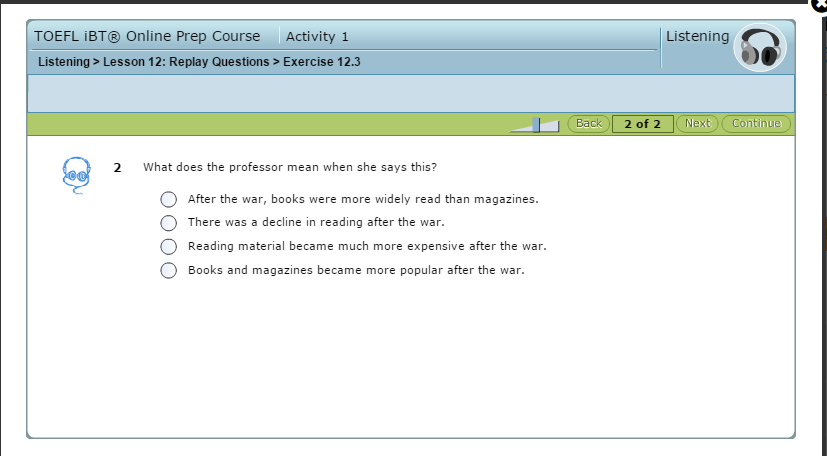 TOEFL iBT® Online Prep Course Activity 1 Listening
Listening > Lesson 12: Replay Questions > Exercise 12.3
Back 2 of 2 Next Continue
2 What does the professor mean when she says this?
After the war, books were more widely read than magazines.
There was a decline in reading after the war.
Reading material became much more expensive after the war.
Books and magazines became more popular after the war.